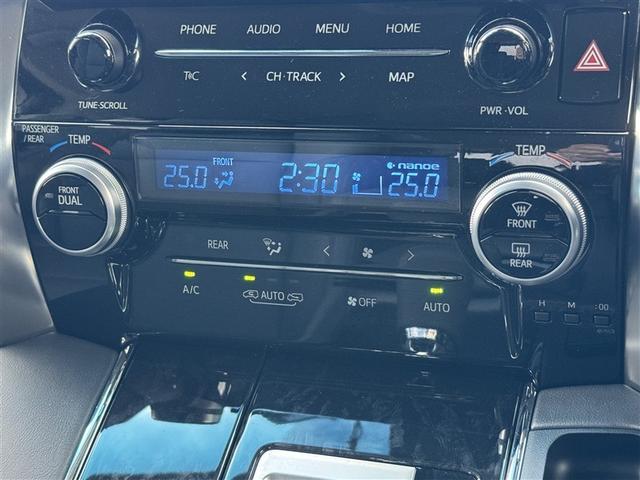 PHONE AUDIO MENU HOME
T&C < CH·TRACK > MAP
TUNE·SCROLL PWR·VOL
PASSENGER
/REAR TEMP TEMP
FRONT nanoe
25.0 2:30 25.0
FRONT
DUAL
FRONT
REAR
REAR < >
A/C AUTO OFF AUTO
H M :00